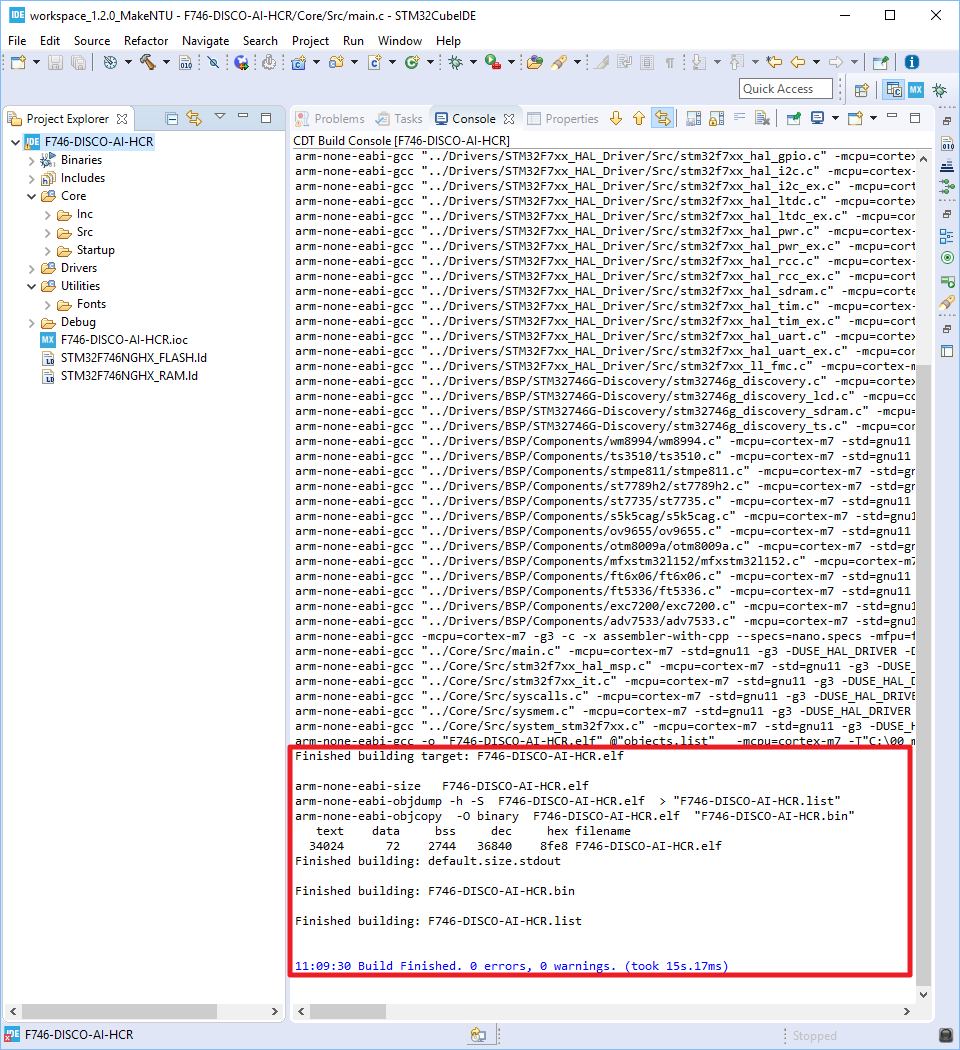 workspace_1.2.0_MakeNTU - F746-DISCO-AI-HCR/Core/Src/main.c - STM32CubeIDE
File Edit Source Refactor Navigate Search Project Run Window Help
Quick Access
Project Explorer
Problems Tasks Console Properties
CDT Build Console [F746-DISCO-AI-HCR]
F746-DISCO-AI-HCR
Binaries
Includes
Core
Inc
Src
Startup
Drivers
Utilities
Fonts
Debug
F746-DISCO-AI-HCR.ioc
STM32F746NGHX_FLASH.ld
STM32F746NGHX_RAM.ld
arm-none-eabi-gcc "../Drivers/STM32F7xx_HAL_Driver/Src/stm32f7xx_hal_gpio.c" -mcpu=cortex
arm-none-eabi-gcc "../Drivers/STM32F7xx_HAL_Driver/Src/stm32f7xx_hal_i2c.c" -mcpu=cortex-
arm-none-eabi-gcc "../Drivers/STM32F7xx_HAL_Driver/Src/stm32f7xx_hal_i2c_ex.c" -mcpu=cort
arm-none-eabi-gcc "../Drivers/STM32F7xx_HAL_Driver/Src/stm32f7xx_hal_ltdc.c" -mcpu=cortex
arm-none-eabi-gcc "../Drivers/STM32F7xx_HAL_Driver/Src/stm32f7xx_hal_ltdc_ex.c" -mcpu=cor
arm-none-eabi-gcc "../Drivers/STM32F7xx_HAL_Driver/Src/stm32f7xx_hal_pwr.c" -mcpu=cortex-
arm-none-eabi-gcc "../Drivers/STM32F7xx_HAL_Driver/Src/stm32f7xx_hal_pwr_ex.c" -mcpu=cort
arm-none-eabi-gcc "../Drivers/STM32F7xx_HAL_Driver/Src/stm32f7xx_hal_rcc.c" -mcpu=cortex-
arm-none-eabi-gcc "../Drivers/STM32F7xx_HAL_Driver/Src/stm32f7xx_hal_rcc_ex.c" -mcpu=cort
arm-none-eabi-gcc "../Drivers/STM32F7xx_HAL_Driver/Src/stm32f7xx_hal_sdram.c" -mcpu=corte
arm-none-eabi-gcc "../Drivers/STM32F7xx_HAL_Driver/Src/stm32f7xx_hal_tim.c" -mcpu=cortex-
arm-none-eabi-gcc "../Drivers/STM32F7xx_HAL_Driver/Src/stm32f7xx_hal_tim_ex.c" -mcpu=cort
arm-none-eabi-gcc "../Drivers/STM32F7xx_HAL_Driver/Src/stm32f7xx_hal_uart.c" -mcpu=cortex
arm-none-eabi-gcc "../Drivers/STM32F7xx_HAL_Driver/Src/stm32f7xx_hal_uart_ex.c" -mcpu=cor
arm-none-eabi-gcc "../Drivers/STM32F7xx_HAL_Driver/Src/stm32f7xx_ll_fmc.c" -mcpu=cortex-m
arm-none-eabi-gcc "../Drivers/BSP/STM32746G-Discovery/stm32746g_discovery.c" -mcpu=cortex
arm-none-eabi-gcc "../Drivers/BSP/STM32746G-Discovery/stm32746g_discovery_lcd.c" -mcpu=co
arm-none-eabi-gcc "../Drivers/BSP/STM32746G-Discovery/stm32746g_discovery_sdram.c" -mcpu=
arm-none-eabi-gcc "../Drivers/BSP/STM32746G-Discovery/stm32746g_discovery_ts.c" -mcpu=cor
arm-none-eabi-gcc "../Drivers/BSP/Components/wm8994/wm8994.c" -mcpu=cortex-m7 -std=gnu11
arm-none-eabi-gcc "../Drivers/BSP/Components/ts3510/ts3510.c" -mcpu=cortex-m7 -std=gnu11
arm-none-eabi-gcc "../Drivers/BSP/Components/stmpe811/stmpe811.c" -mcpu=cortex-m7 -std=gn
arm-none-eabi-gcc "../Drivers/BSP/Components/st7789h2/st7789h2.c" -mcpu=cortex-m7 -std=gn
arm-none-eabi-gcc "../Drivers/BSP/Components/st7735/st7735.c" -mcpu=cortex-m7 -std=gnu11
arm-none-eabi-gcc "../Drivers/BSP/Components/s5k5cag/s5k5cag.c" -mcpu=cortex-m7 -std=gnu1
arm-none-eabi-gcc "../Drivers/BSP/Components/ov9655/ov9655.c" -mcpu=cortex-m7 -std=gnu11
arm-none-eabi-gcc "../Drivers/BSP/Components/otm8009a/otm8009a.c" -mcpu=cortex-m7 -std=gn
arm-none-eabi-gcc "../Drivers/BSP/Components/mfxstm32l152/mfxstm32l152.c" -mcpu=cortex-m7
arm-none-eabi-gcc "../Drivers/BSP/Components/ft6x06/ft6x06.c" -mcpu=cortex-m7 -std=gnu11
arm-none-eabi-gcc "../Drivers/BSP/Components/ft5336/ft5336.c" -mcpu=cortex-m7 -std=gnu11
arm-none-eabi-gcc "../Drivers/BSP/Components/exc7200/exc7200.c" -mcpu=cortex-m7 -std=gnu1
arm-none-eabi-gcc "../Drivers/BSP/Components/adv7533/adv7533.c" -mcpu=cortex-m7 -std=gnu1
arm-none-eabi-gcc -mcpu=cortex-m7 -g3 -c -x assembler-with-cpp --specs=nano.specs -mfpu=f
arm-none-eabi-gcc "../Core/Src/main.c" -mcpu=cortex-m7 -std=gnu11 -g3 -DUSE_HAL_DRIVER -D
arm-none-eabi-gcc "../Core/Src/stm32f7xx_hal_msp.c" -mcpu=cortex-m7 -std=gnu11 -g3 -DUSE_
arm-none-eabi-gcc "../Core/Src/stm32f7xx_it.c" -mcpu=cortex-m7 -std=gnu11 -g3 -DUSE_HAL_D
arm-none-eabi-gcc "../Core/Src/syscalls.c" -mcpu=cortex-m7 -std=gnu11 -g3 -DUSE_HAL_DRIVE
arm-none-eabi-gcc "../Core/Src/sysmem.c" -mcpu=cortex-m7 -std=gnu11 -g3 -DUSE_HAL_DRIVER
arm-none-eabi-gcc "../Core/Src/system_stm32f7xx.c" -mcpu=cortex-m7 -std=gnu11 -g3 -DUSE_H
arm-none-eabi-gcc -o "F746-DISCO-AI-HCR.elf" @"objects.list" -mcpu=cortex-m7 -T"C:\00_m
Finished building target: F746-DISCO-AI-HCR.elf
arm-none-eabi-size F746-DISCO-AI-HCR.elf
arm-none-eabi-objdump -h -S F746-DISCO-AI-HCR.elf > "F746-DISCO-AI-HCR.list"
arm-none-eabi-objcopy -O binary F746-DISCO-AI-HCR.elf "F746-DISCO-AI-HCR.bin"
text data bss dec hex filename
34024 72 2744 36840 8fe8 F746-DISCO-AI-HCR.elf
Finished building: default.size.stdout
Finished building: F746-DISCO-AI-HCR.bin
Finished building: F746-DISCO-AI-HCR.list
11:09:30 Build Finished. 0 errors, 0 warnings. (took 15s.17ms)
F746-DISCO-AI-HCR
Stopped